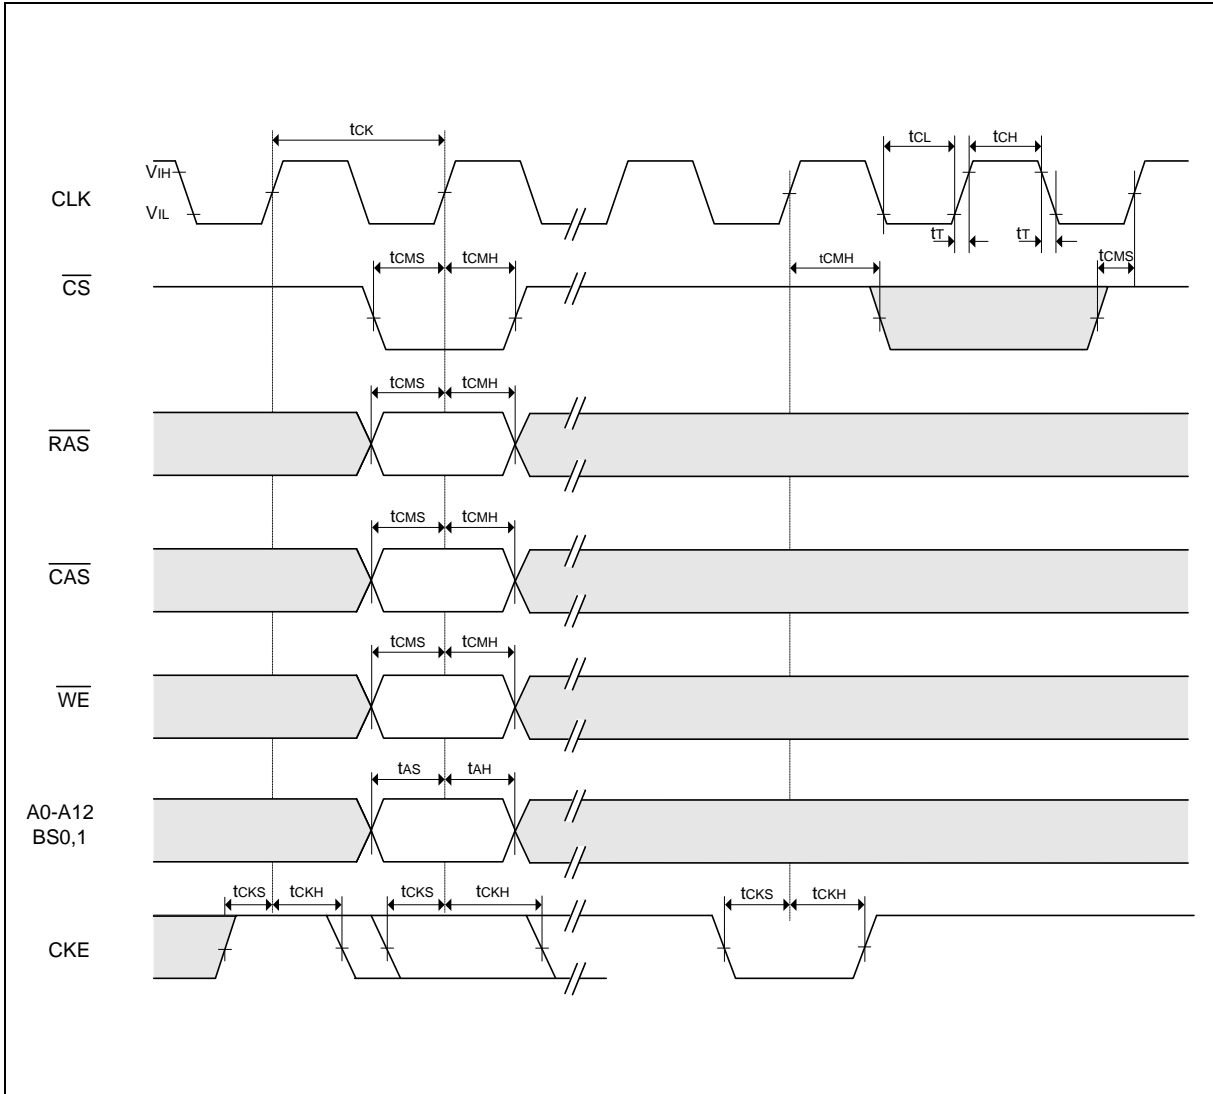 tCK
tCL
tCH
VIH
CLK
VIL
tT
tT
tCMS
tCMH
tCMH
tCMS
CS
tCMS
tCMH
RAS
tCMS
tCMH
CAS
tCMS
tCMH
WE
tAS
tAH
A0-A12
BS0,1
tCKS
tCKH
tCKS
tCKH
tCKS
tCKH
CKE